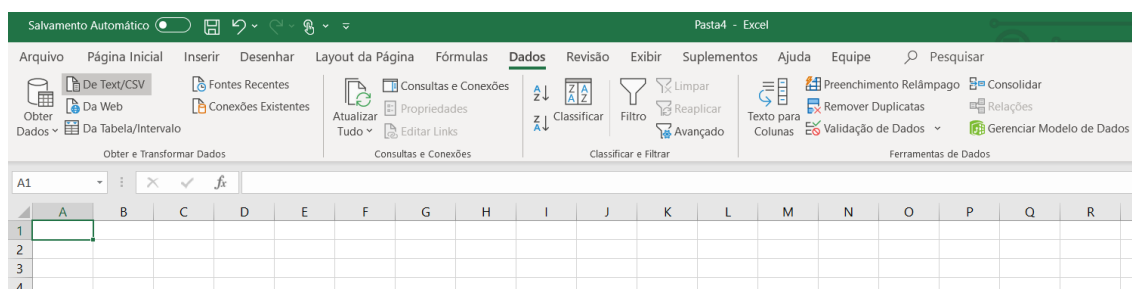 Salvamento Automático Pasta4 - Excel
Arquivo Página Inicial Inserir Desenhar Layout da Página Fórmulas Dados Revisão Exibir Suplementos Ajuda Equipe Pesquisar
Obter Dados
De Text/CSV
Da Web
Da Tabela/Intervalo
Fontes Recentes
Conexões Existentes
Obter e Transformar Dados
Atualizar Tudo
Consultas e Conexões
Propriedades
Editar Links
Consultas e Conexões
Classificar
Filtro
Limpar
Reaplicar
Avançado
Classificar e Filtrar
Texto para Colunas
Preenchimento Relâmpago
Remover Duplicatas
Validação de Dados
Consolidar
Relações
Gerenciar Modelo de Dados
Ferramentas de Dados
A1 fx
A B C D E F G H I J K L M N O P Q R
1
2
3
4